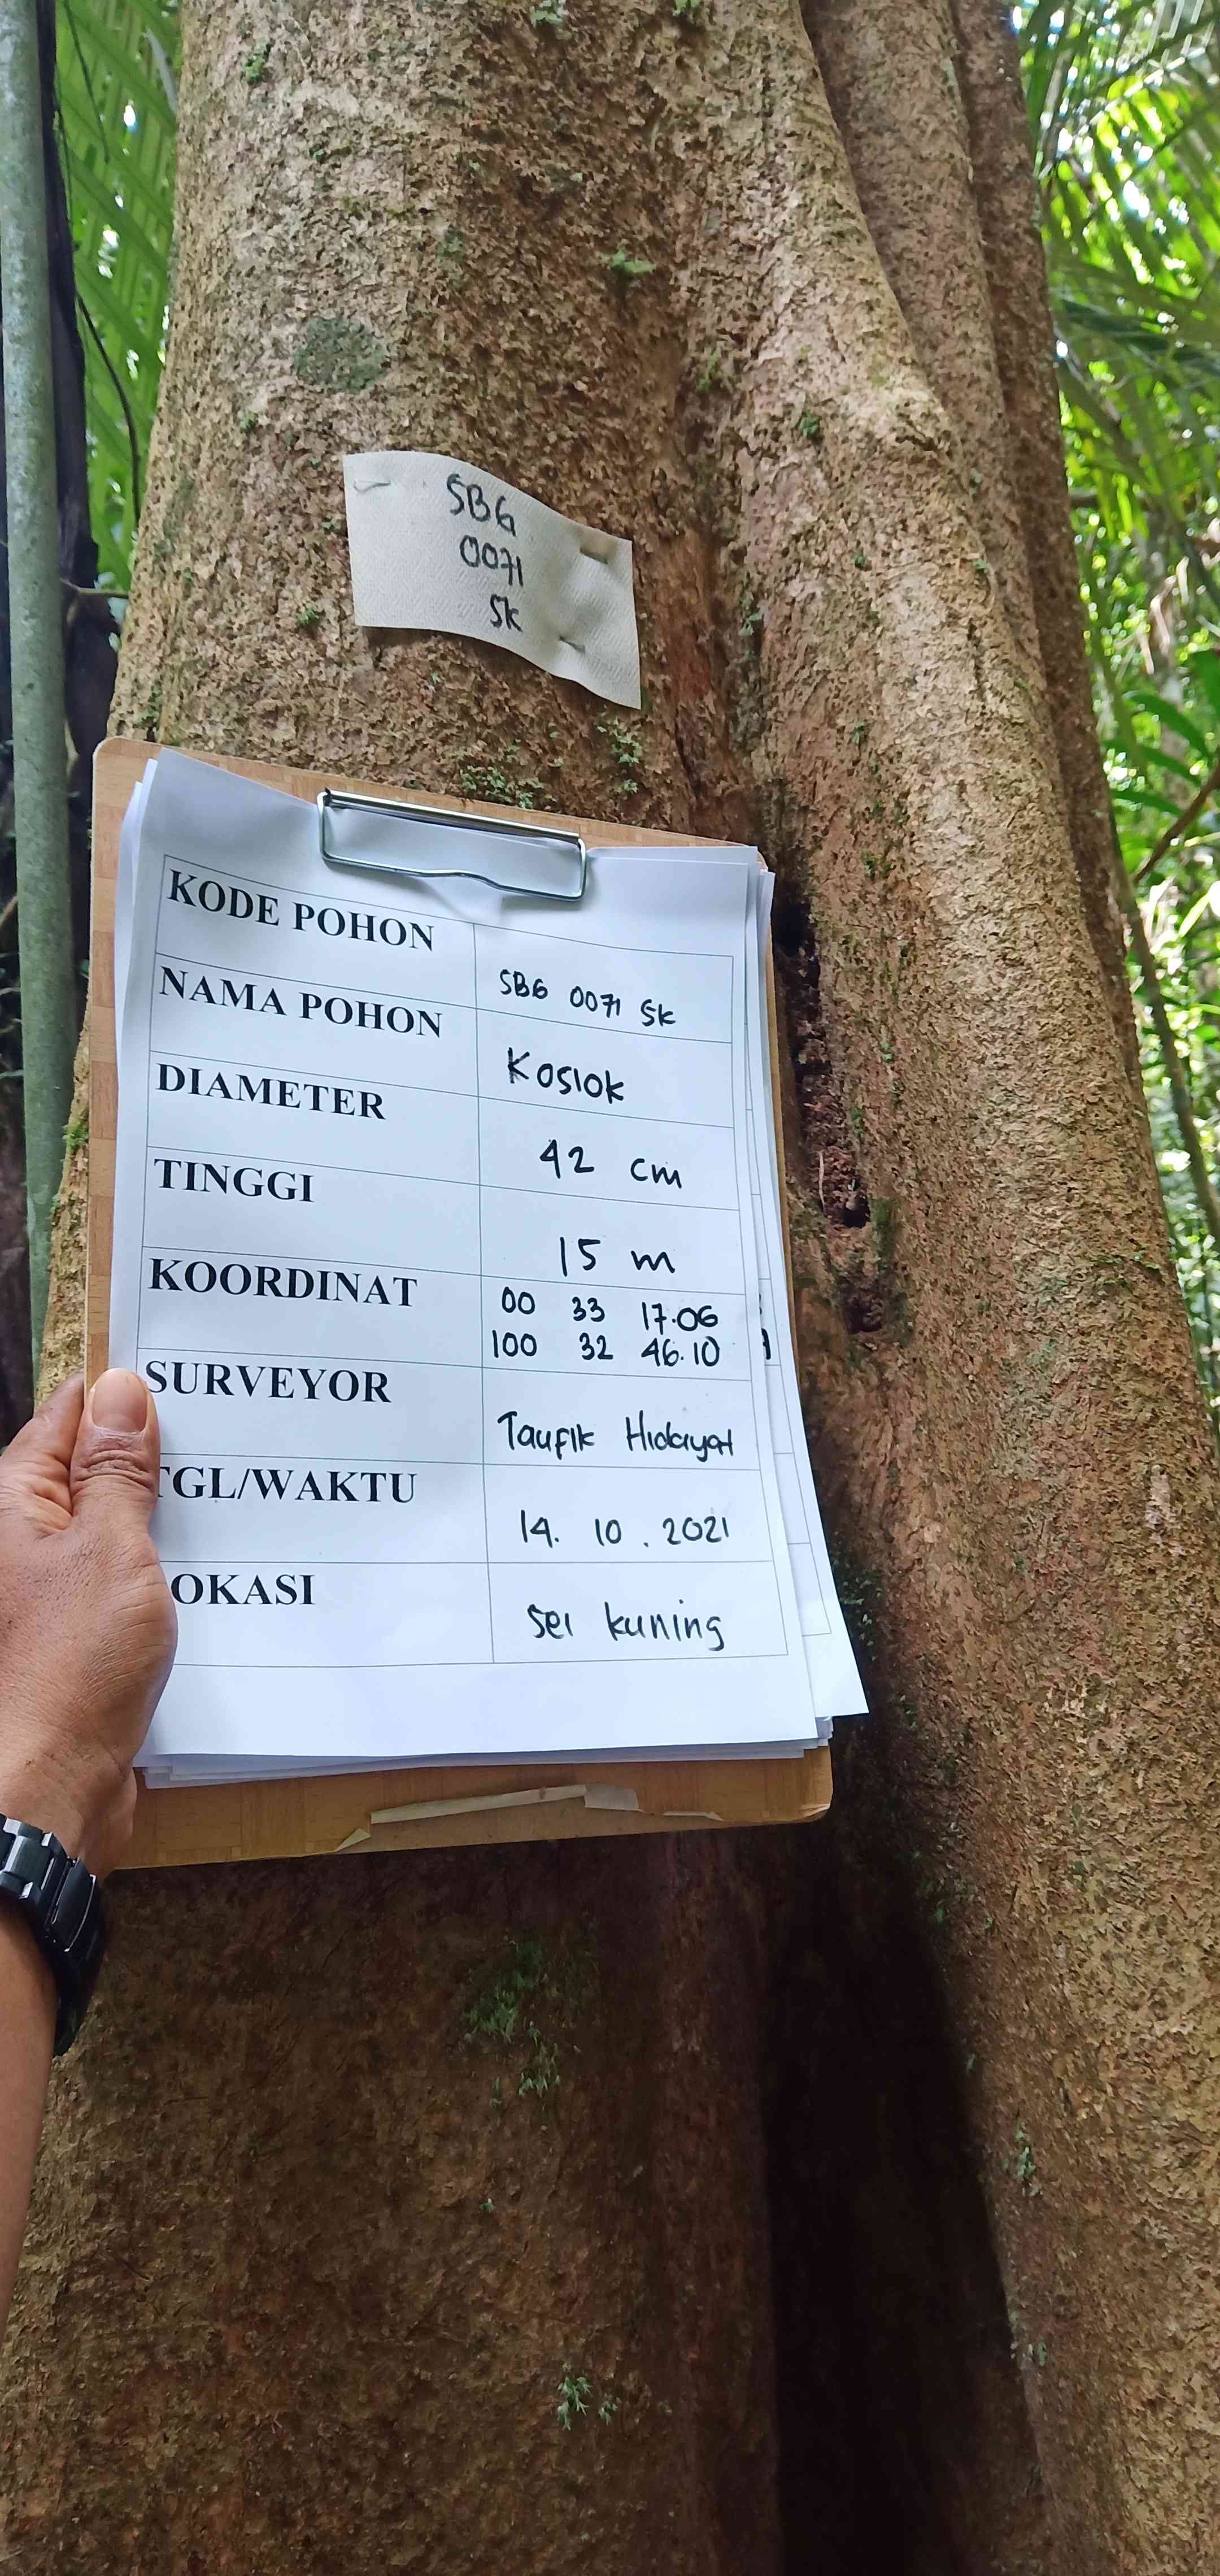 SBG
0071
SK
KODE POHON
SBG 0071 SK
NAMA POHON
Kosiok
DIAMETER
42 cm
TINGGI
15 m
KOORDINAT
00 33 17.06
100 32 46.10
SURVEYOR
Taufik Hidayat
TGL/WAKTU
14. 10. 2021
OKASI
Sei kuning